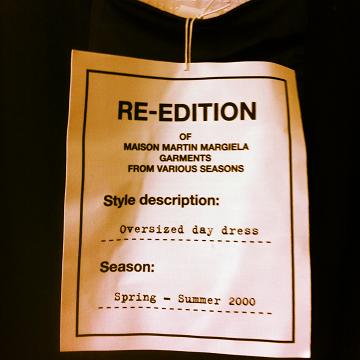 RE-EDITION
OF
MAISON MARTIN MARGIELA
GARMENTS
FROM VARIOUS SEASONS
Style description:
Oversized day dress
Season:
Spring - Summer 2000